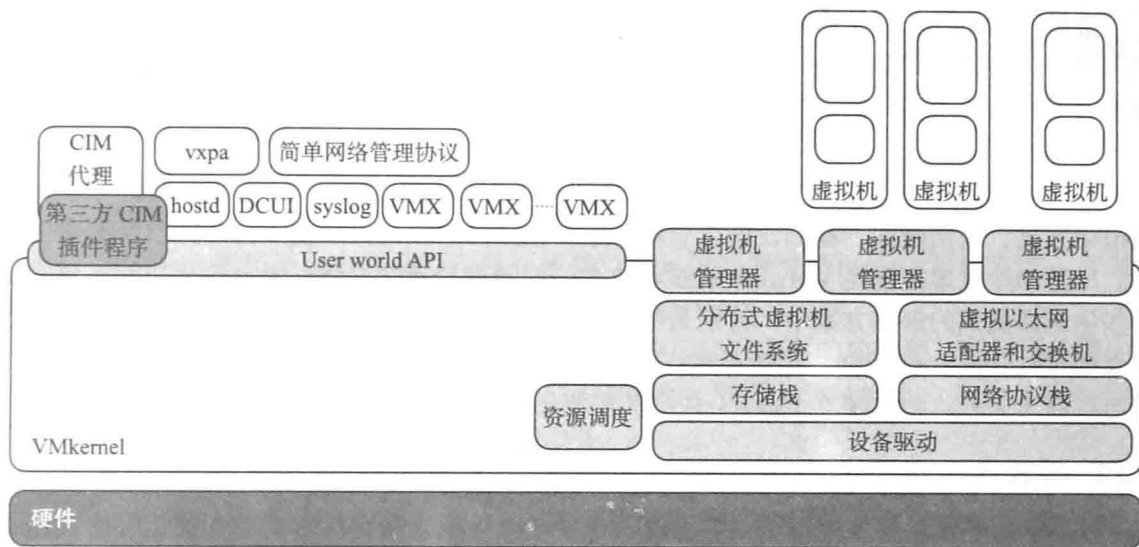 CIM
代理
vxpa
简单网络管理协议
第三方 CIM
插件程序
hostd
DCUI
syslog
VMX
VMX
......
VMX
虚拟机
虚拟机
虚拟机
User world API
虚拟机
管理器
虚拟机
管理器
虚拟机
管理器
分布式虚拟机
文件系统
虚拟以太网
适配器和交换机
存储栈
网络协议栈
资源调度
设备驱动
VMkernel
硬件